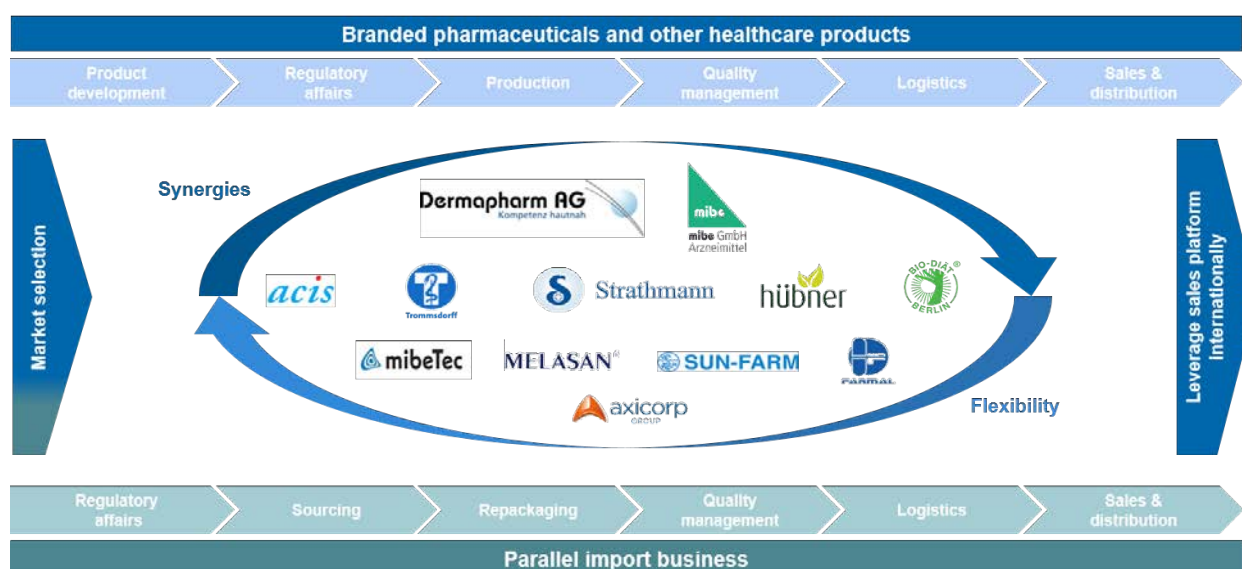 Branded pharmaceuticals and other healthcare products
Product
development
Regulatory
affairs
Production
Quality
management
Logistics
Sales &
distribution
Market selection
Synergies
Dermapharm AG
Kompetenz hautnah
mibe
mibe GmbH
Arzneimittel
acis
Trommsdorff
Strathmann
hübner
BIO-DIÄT®
BERLIN
mibeTec
MELASAN®
SUN-FARM
FARMAL
axicorp
GROUP
Flexibility
Leverage sales platform
Internationally
Regulatory
affairs
Sourcing
Repackaging
Quality
management
Logistics
Sales &
distribution
Parallel import business